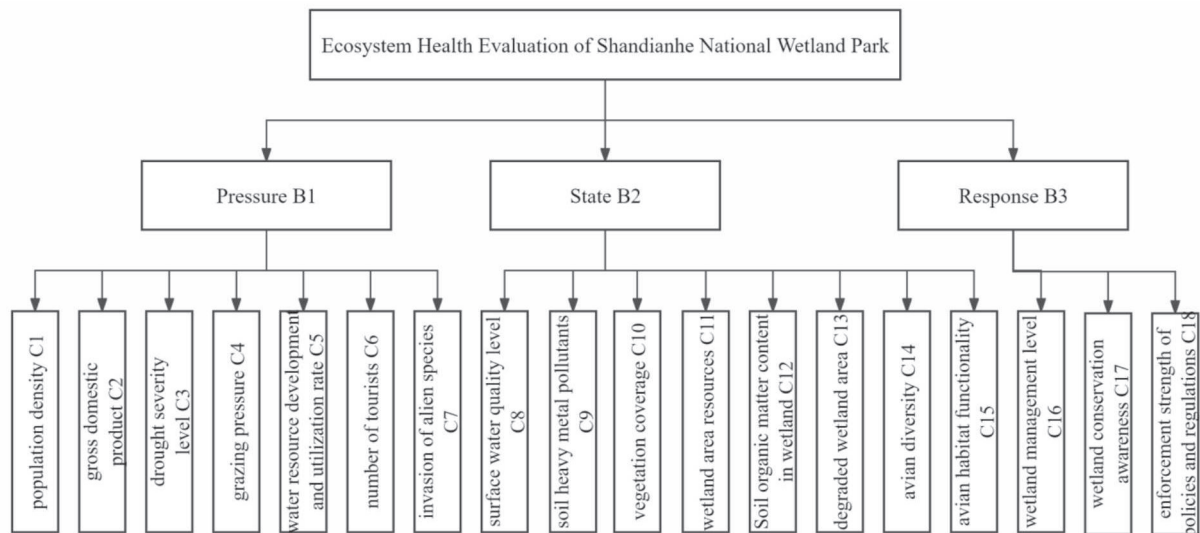 Ecosystem Health Evaluation of Shandianhe National Wetland Park
Pressure B1
State B2
Response B3
population density C1
gross domestic
product C2
drought severity
level C3
grazing pressure C4
water resource development
and utilization rate C5
number of tourists C6
invasion of alien species
C7
surface water quality level
C8
soil heavy metal pollutants
C9
vegetation coverage C10
wetland area resources C11
Soil organic matter content
in wetland C12
degraded wetland area C13
avian diversity C14
avian habitat functionality
C15
wetland management level
C16
wetland conservation
awareness C17
enforcement strength of
policies and regulations C18